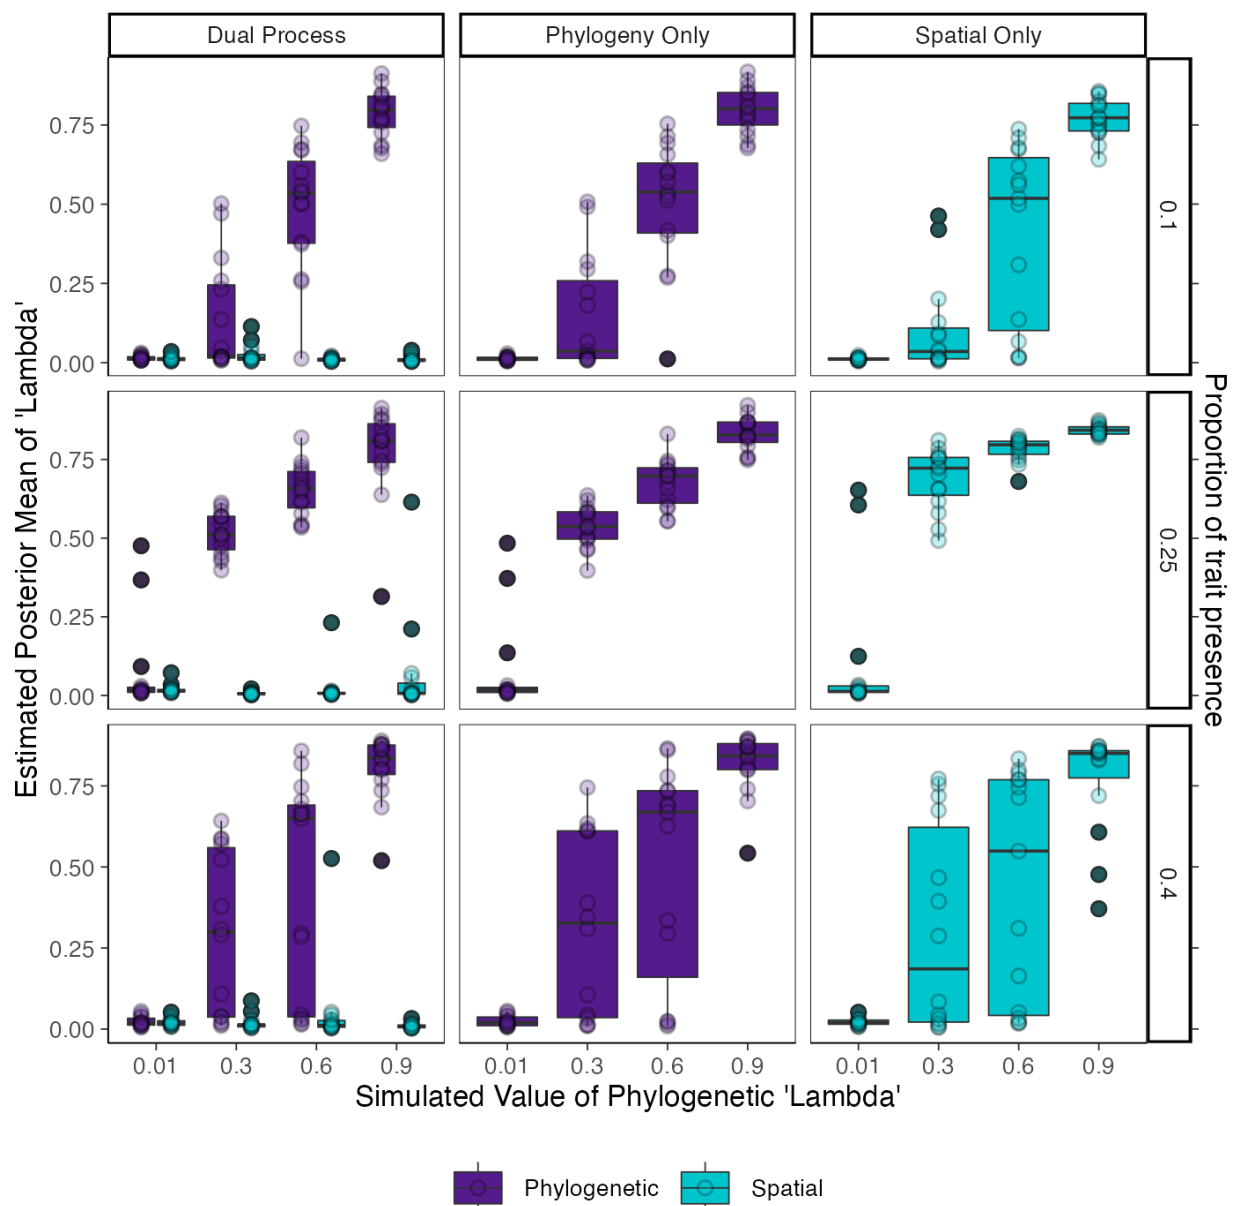 Dual Process
Phylogeny Only
Spatial Only
Estimated Posterior Mean of 'Lambda'
0.75
0.50
0.25
0.00
0.1
0.75
0.50
0.25
0.00
0.25
0.75
0.50
0.25
0.00
0.4
Proportion of trait presence
0.01 0.3 0.6 0.9
0.01 0.3 0.6 0.9
0.01 0.3 0.6 0.9
Simulated Value of Phylogenetic 'Lambda'
Phylogenetic
Spatial